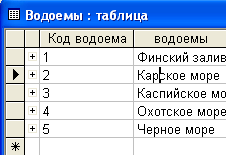 Водоемы : таблица
Код водоема водоемы
1 Финский залив
2 Карское море
3 Каспийское мо
4 Охотское море
5 Черное море